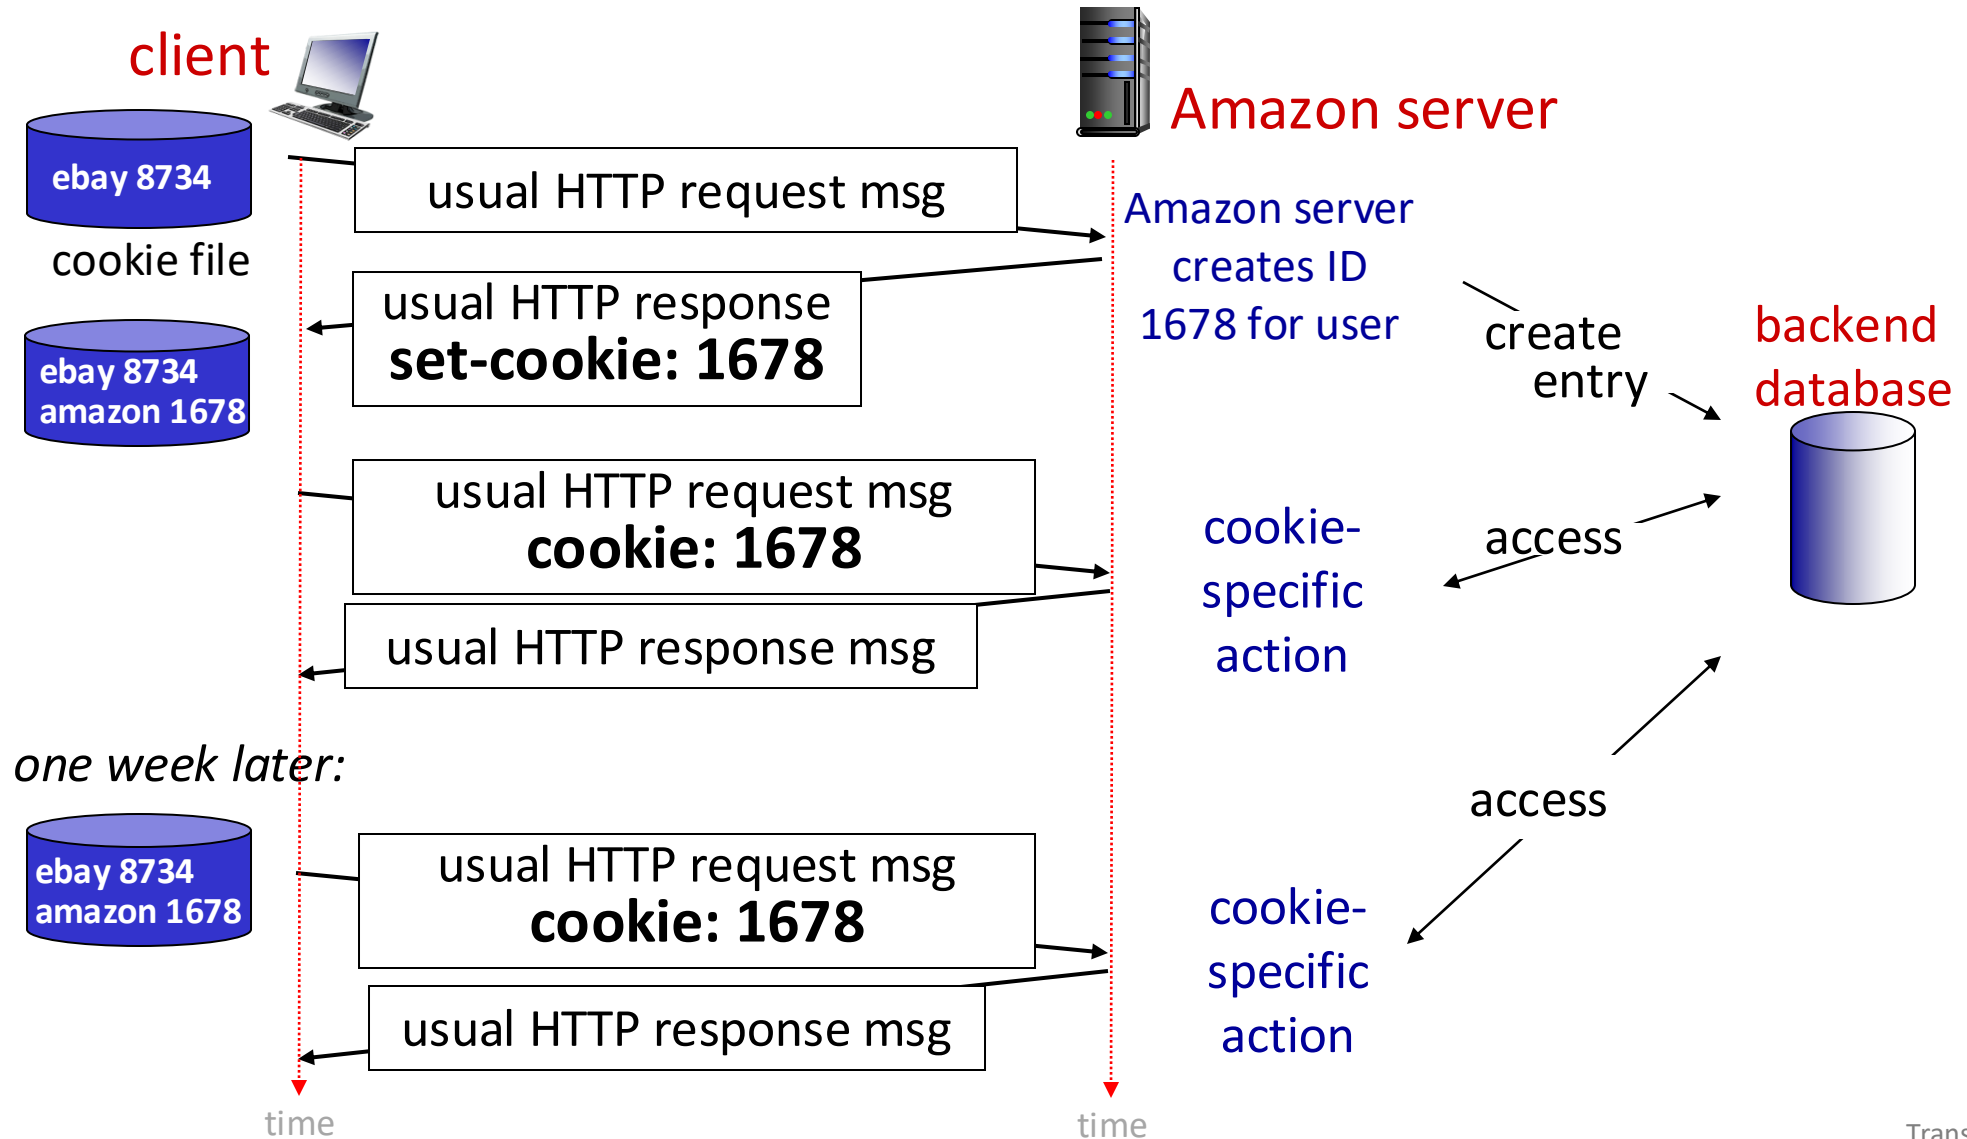 client
Amazon server
ebay 8734
cookie file
usual HTTP request msg
Amazon server
creates ID
1678 for user
usual HTTP response
set-cookie: 1678
create
entry
backend
database
ebay 8734
amazon 1678
usual HTTP request msg
cookie: 1678
cookie-
specific
action
access
usual HTTP response msg
one week later:
access
ebay 8734
amazon 1678
usual HTTP request msg
cookie: 1678
cookie-
specific
action
usual HTTP response msg
time
time